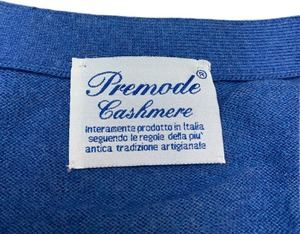 Premode®
Cashmere
interamente prodotto in Italia
seguendo le regole della piu'
antica tradizione artigianale